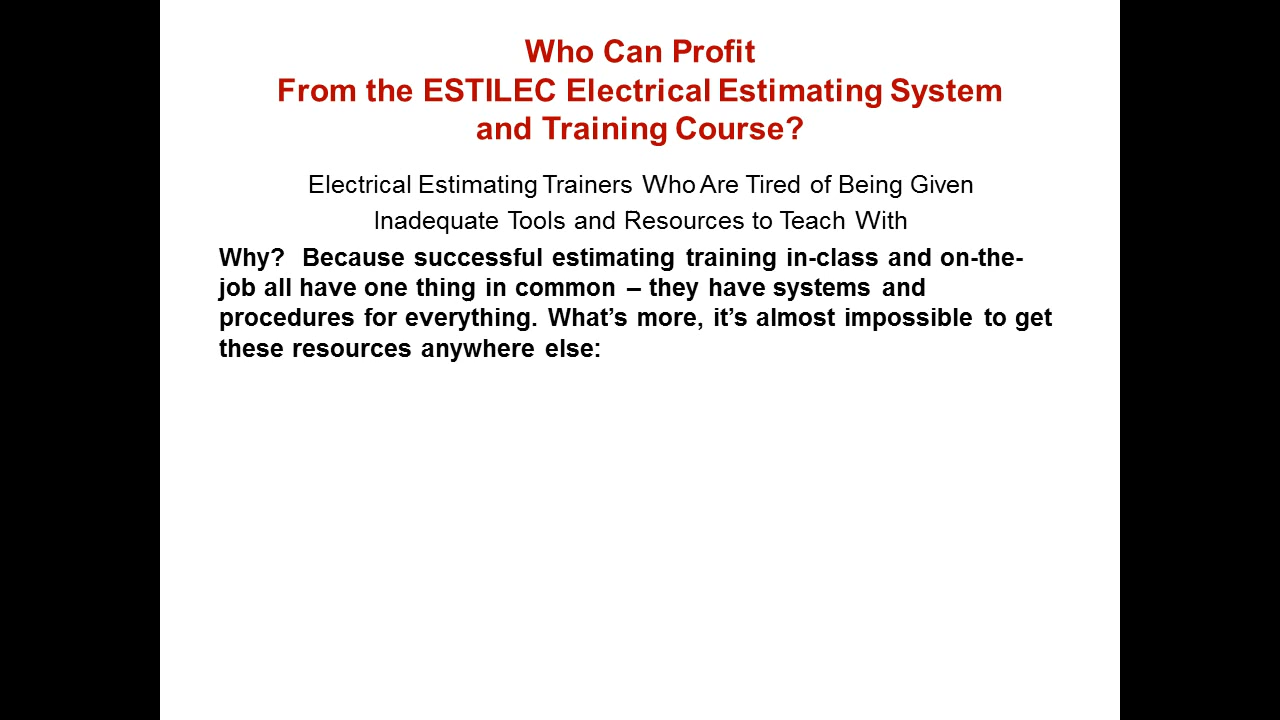 Who Can Profit
From the ESTILEC Electrical Estimating System
and Training Course?
Electrical Estimating Trainers Who Are Tired of Being Given
Inadequate Tools and Resources to Teach With
Why?  Because successful estimating training in-class and on-the-
job all have one thing in common – they have systems and
procedures for everything. What’s more, it’s almost impossible to get
these resources anywhere else: